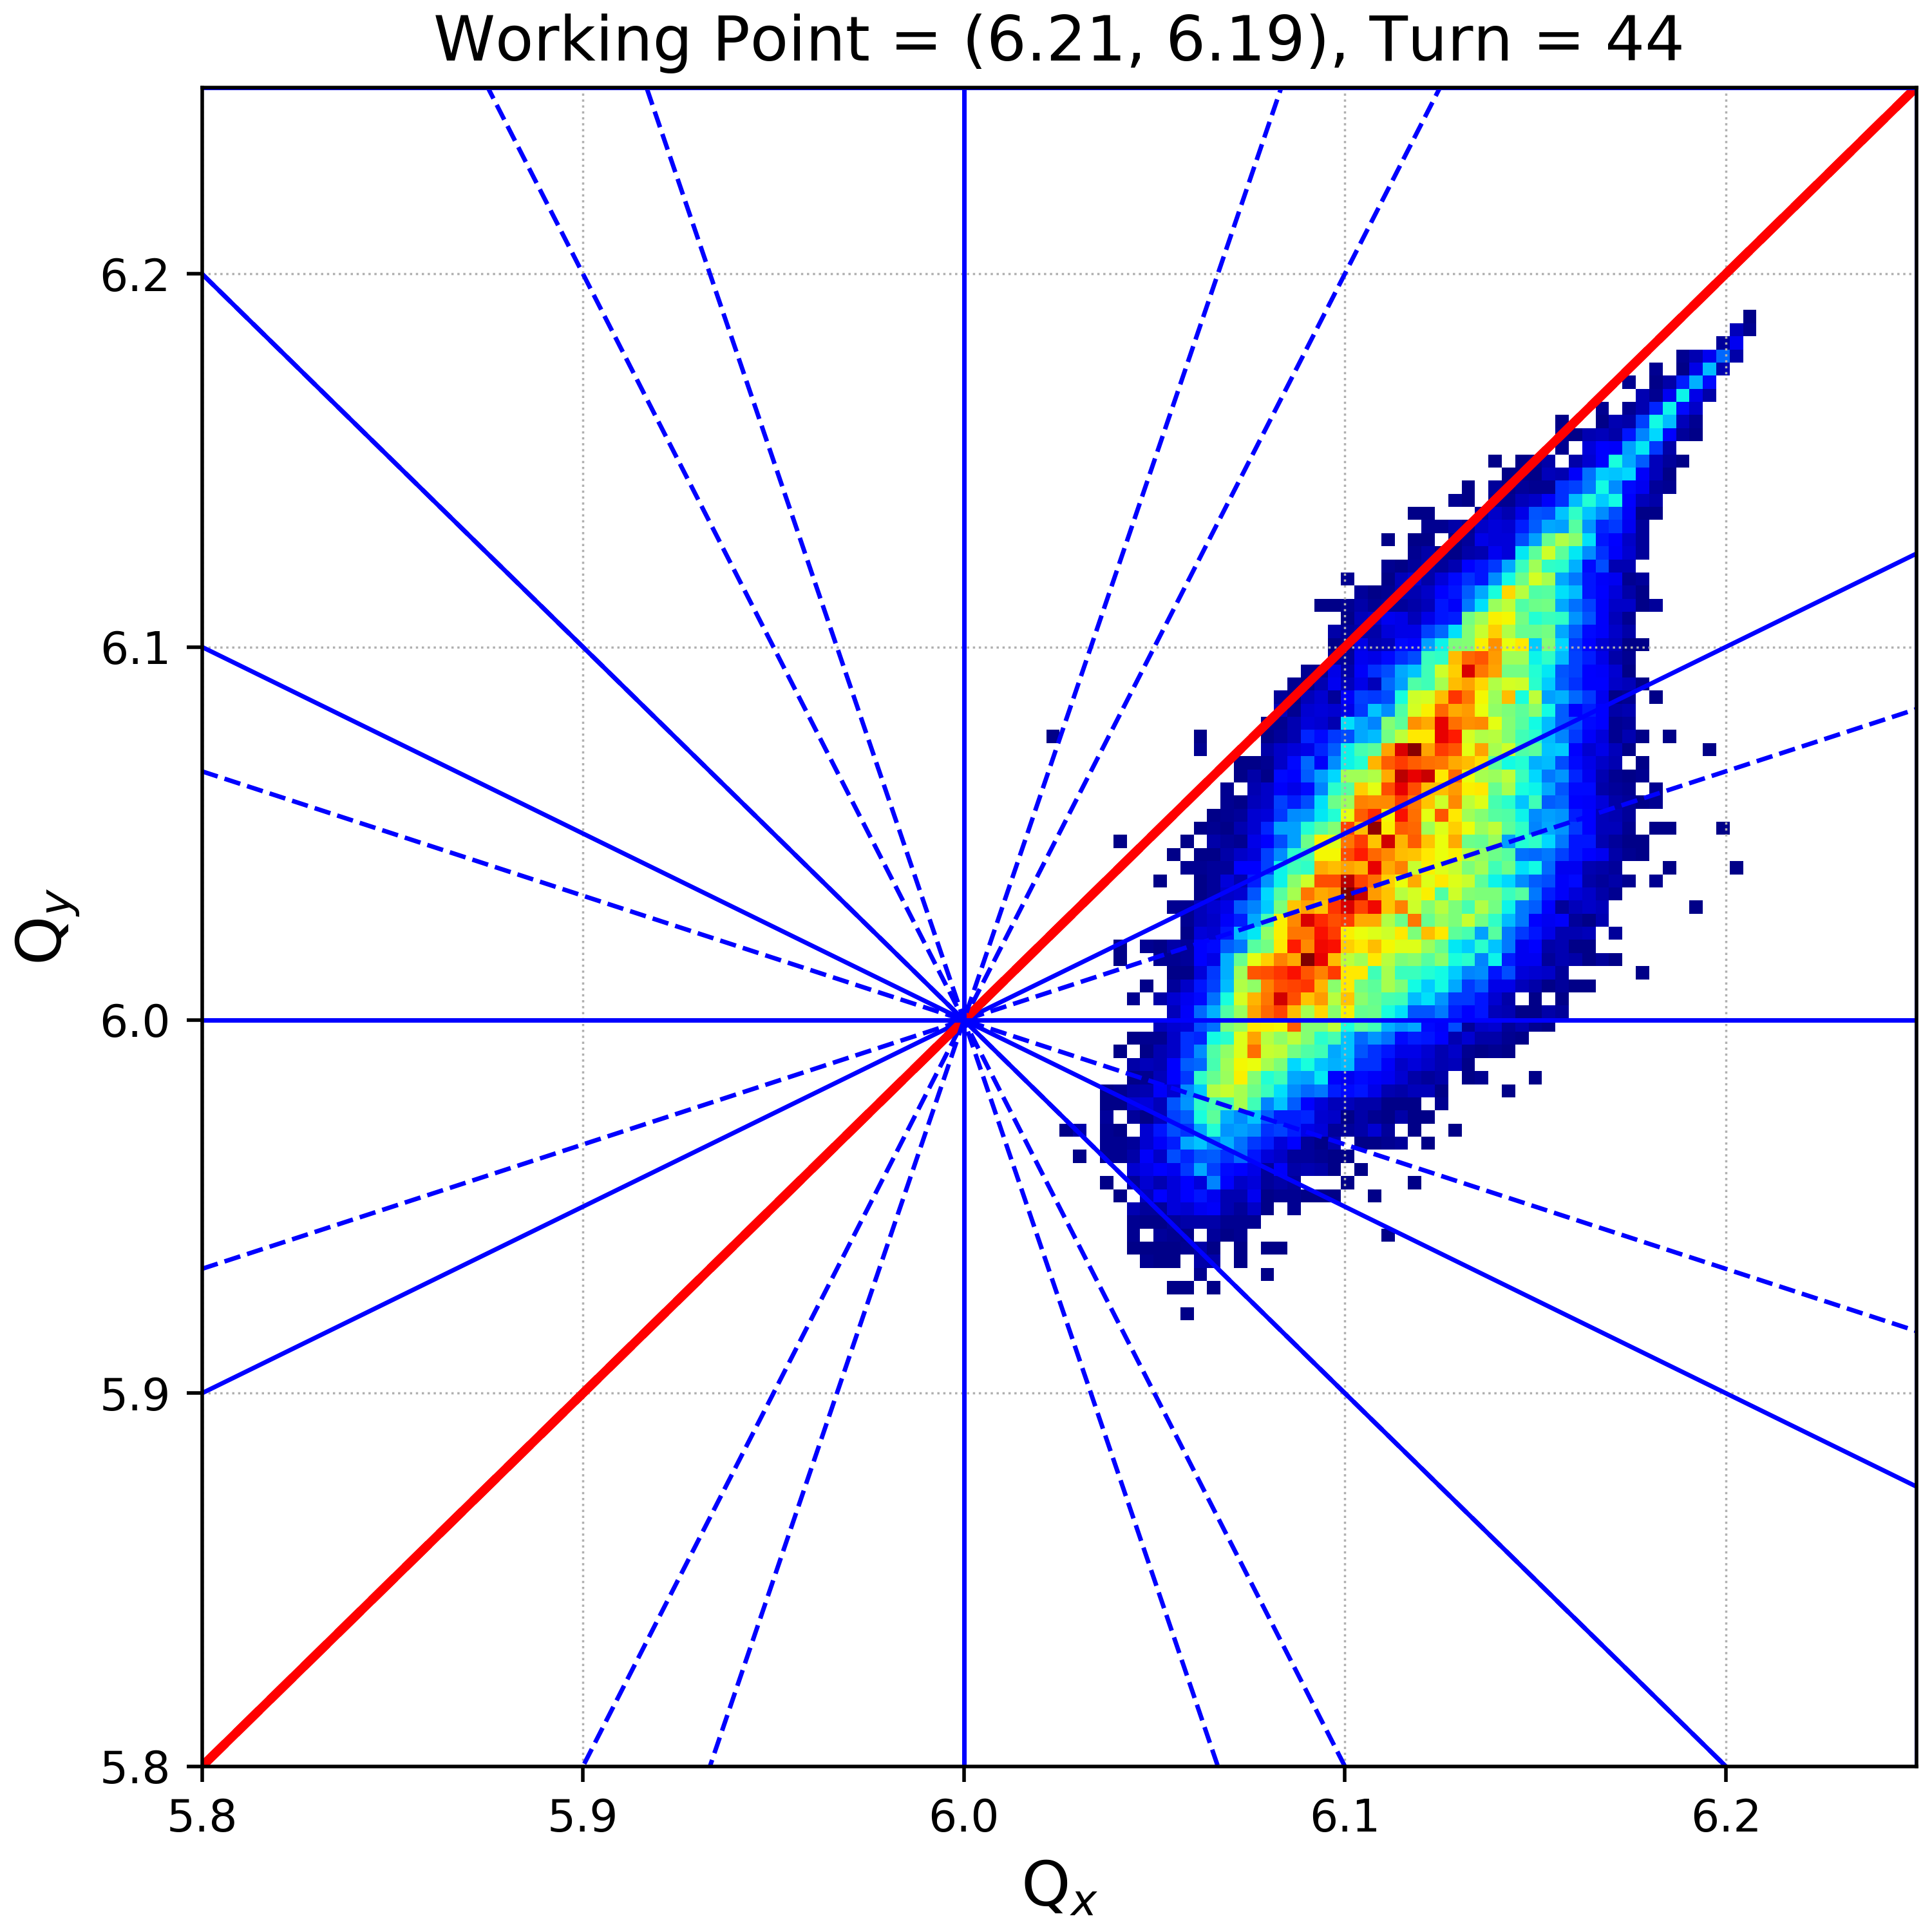 Working Point = (6.21, 6.19), Turn = 44
6.2
6.1
6.0
5.9
5.8
Qy
5.8 5.9 6.0 6.1 6.2
Qx